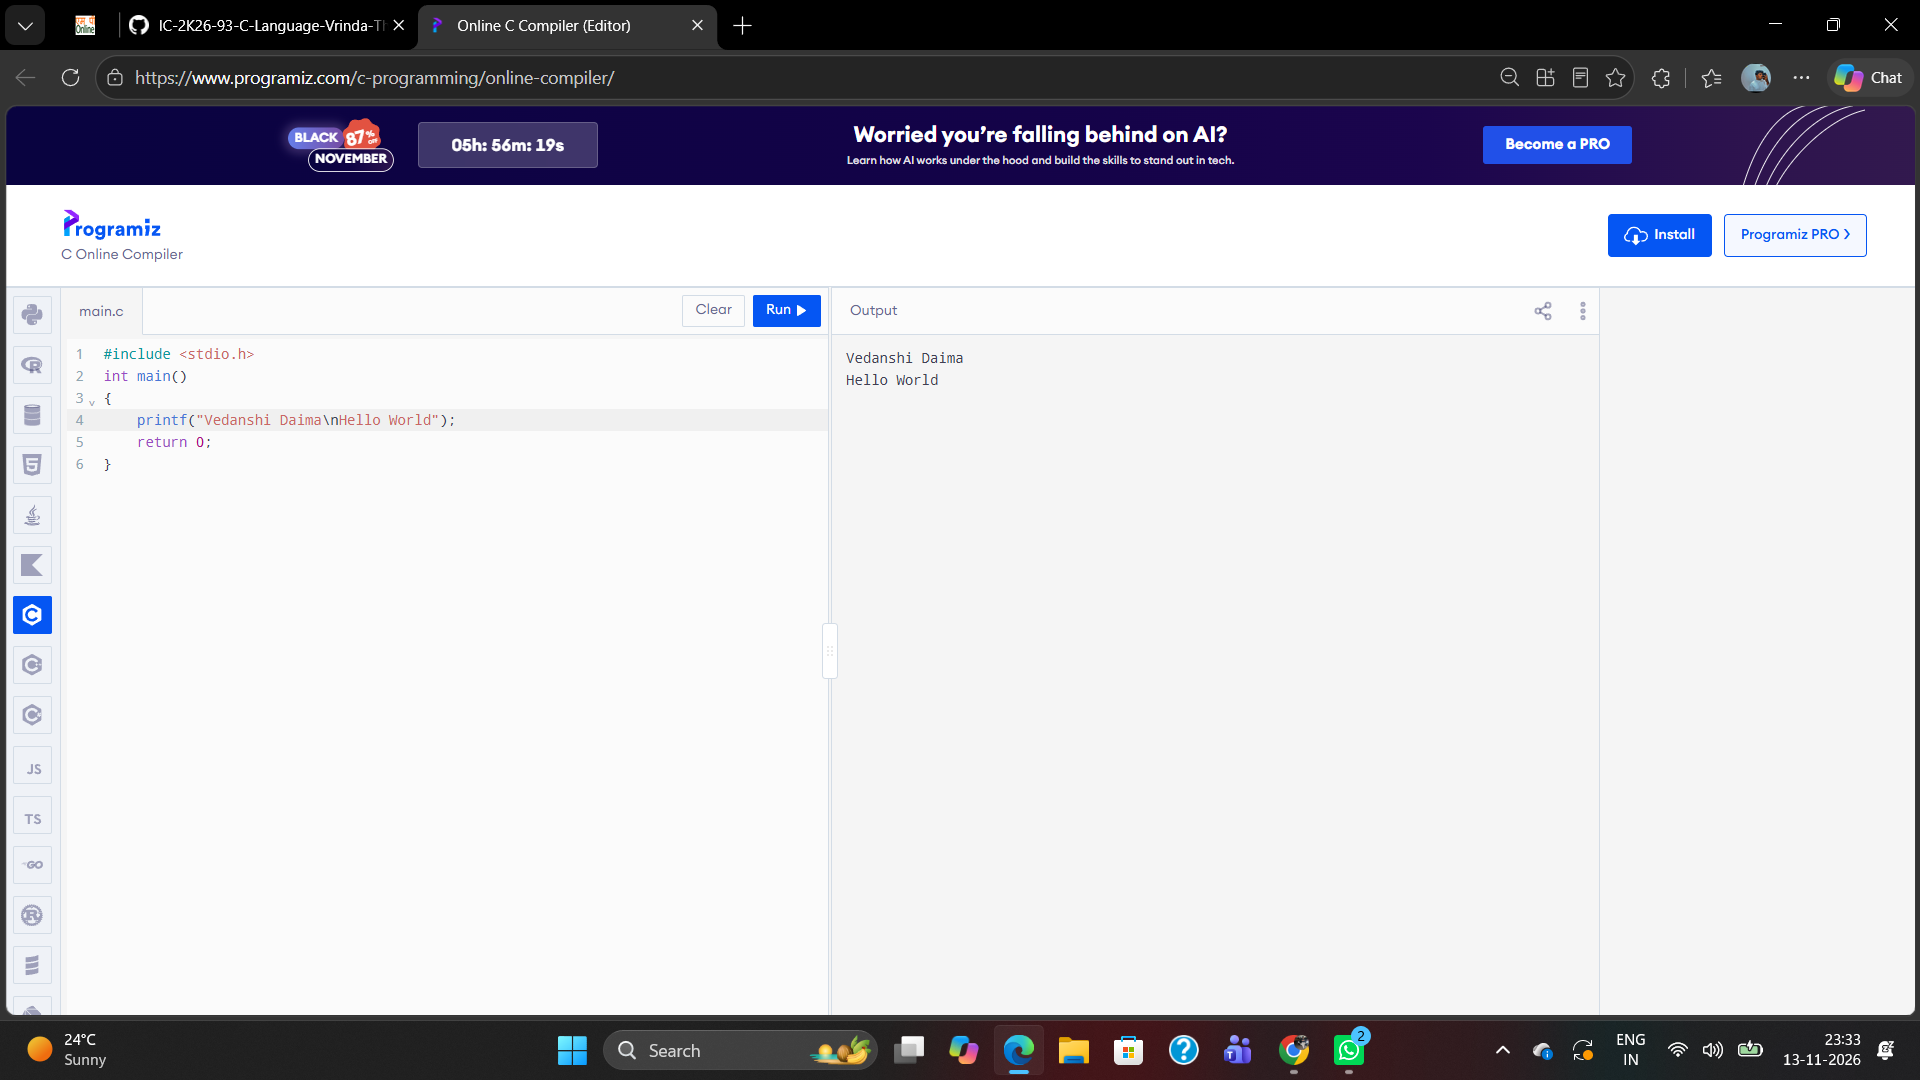 IC-2K26-93-C-Language-Vrinda-Th
Online C Compiler (Editor)
https://www.programiz.com/c-programming/online-compiler/
Chat
BLACK 87% OFF
NOVEMBER
05h: 56m: 19s
Worried you're falling behind on AI?
Learn how AI works under the hood and build the skills to stand out in tech.
Become a PRO
Programiz
C Online Compiler
Install
Programiz PRO
main.c
Clear
Run
Output
1 #include <stdio.h>
2 int main()
3 {
4     printf("Vedanshi Daima\nHello World");
5     return 0;
6 }
Vedanshi Daima
Hello World
JS
TS
GO
24°C
Sunny
Search
2
ENG
IN
23:33
13-11-2026